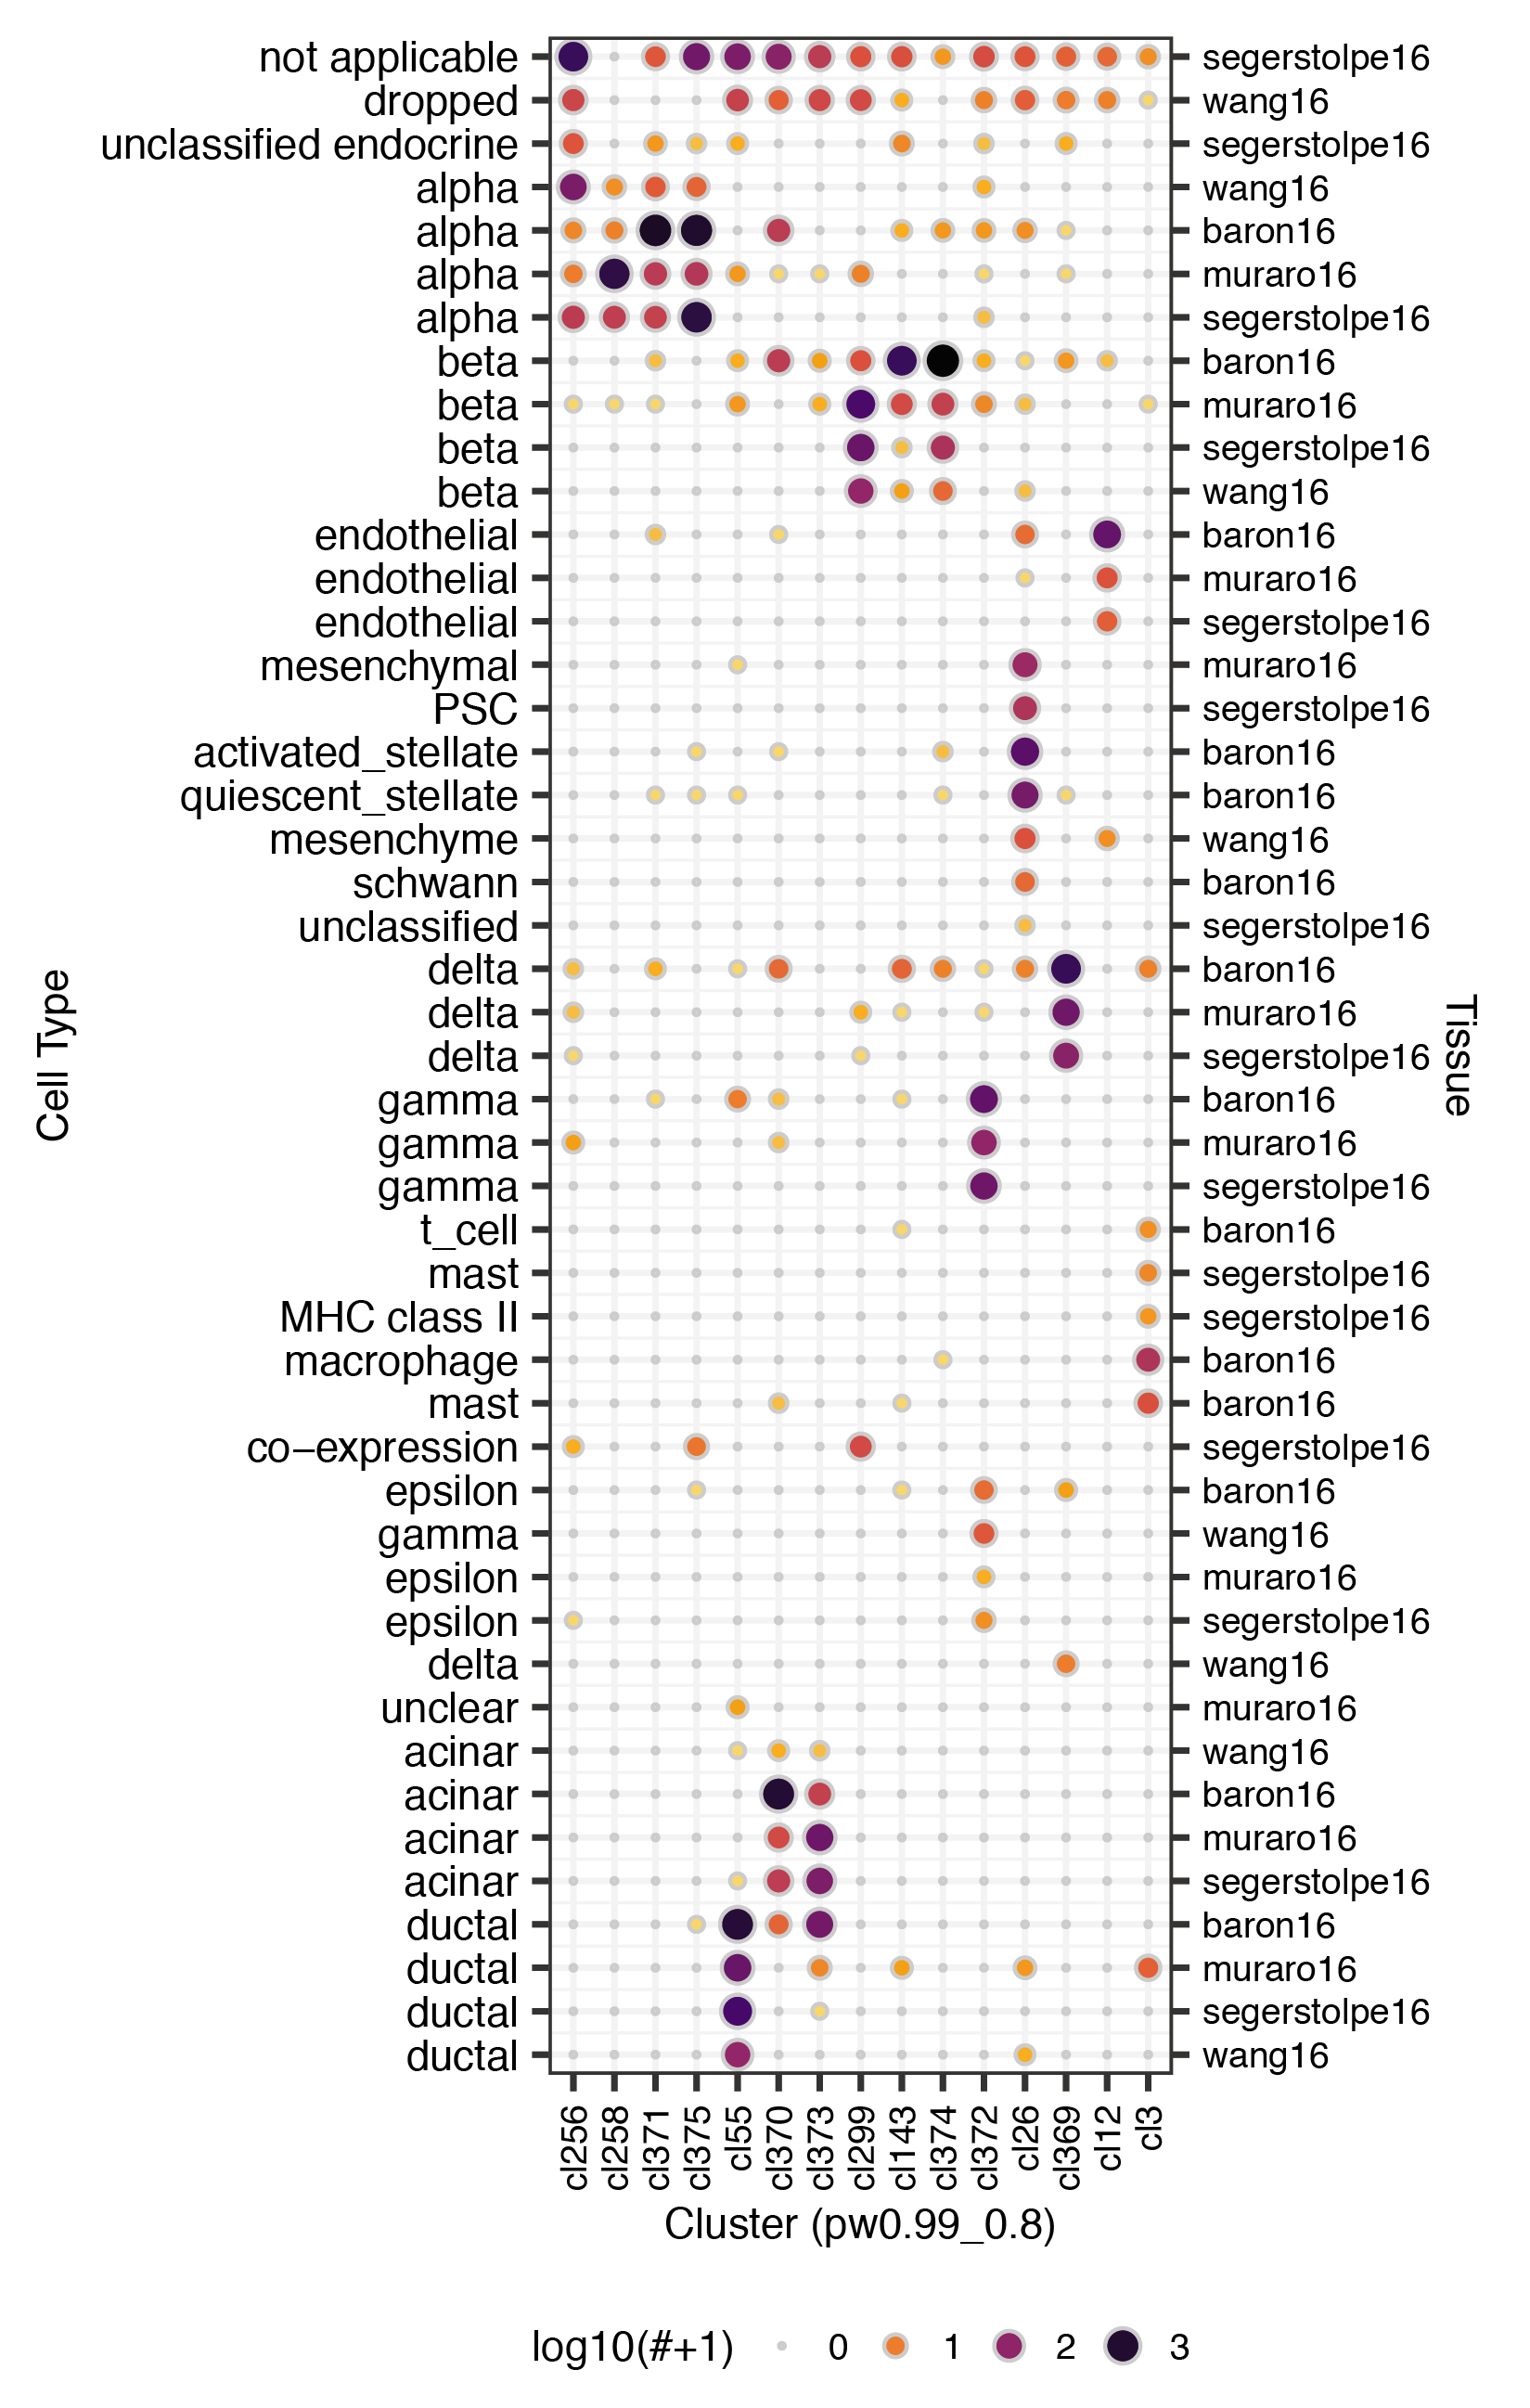 not applicable segerstolpe16
dropped wang16
unclassified endocrine segerstolpe16
alpha wang16
alpha baron16
alpha muraro16
alpha segerstolpe16
beta baron16
beta muraro16
beta segerstolpe16
beta wang16
endothelial baron16
endothelial muraro16
endothelial segerstolpe16
mesenchymal muraro16
PSC segerstolpe16
activated_stellate baron16
quiescent_stellate baron16
mesenchyme wang16
schwann baron16
unclassified segerstolpe16
delta baron16
delta muraro16
delta segerstolpe16
gamma baron16
gamma muraro16
gamma segerstolpe16
t_cell baron16
mast segerstolpe16
MHC class II segerstolpe16
macrophage baron16
mast baron16
co−expression segerstolpe16
epsilon baron16
gamma wang16
epsilon muraro16
epsilon segerstolpe16
delta wang16
unclear muraro16
acinar wang16
acinar baron16
acinar muraro16
acinar segerstolpe16
ductal baron16
ductal muraro16
ductal segerstolpe16
ductal wang16
Cell Type
Tissue
cl256 cl258 cl371 cl375 cl55 cl370 cl373 cl299 cl143 cl374 cl372 cl26 cl369 cl12 cl3
Cluster (pw0.99_0.8)
log10(#+1) 0 1 2 3